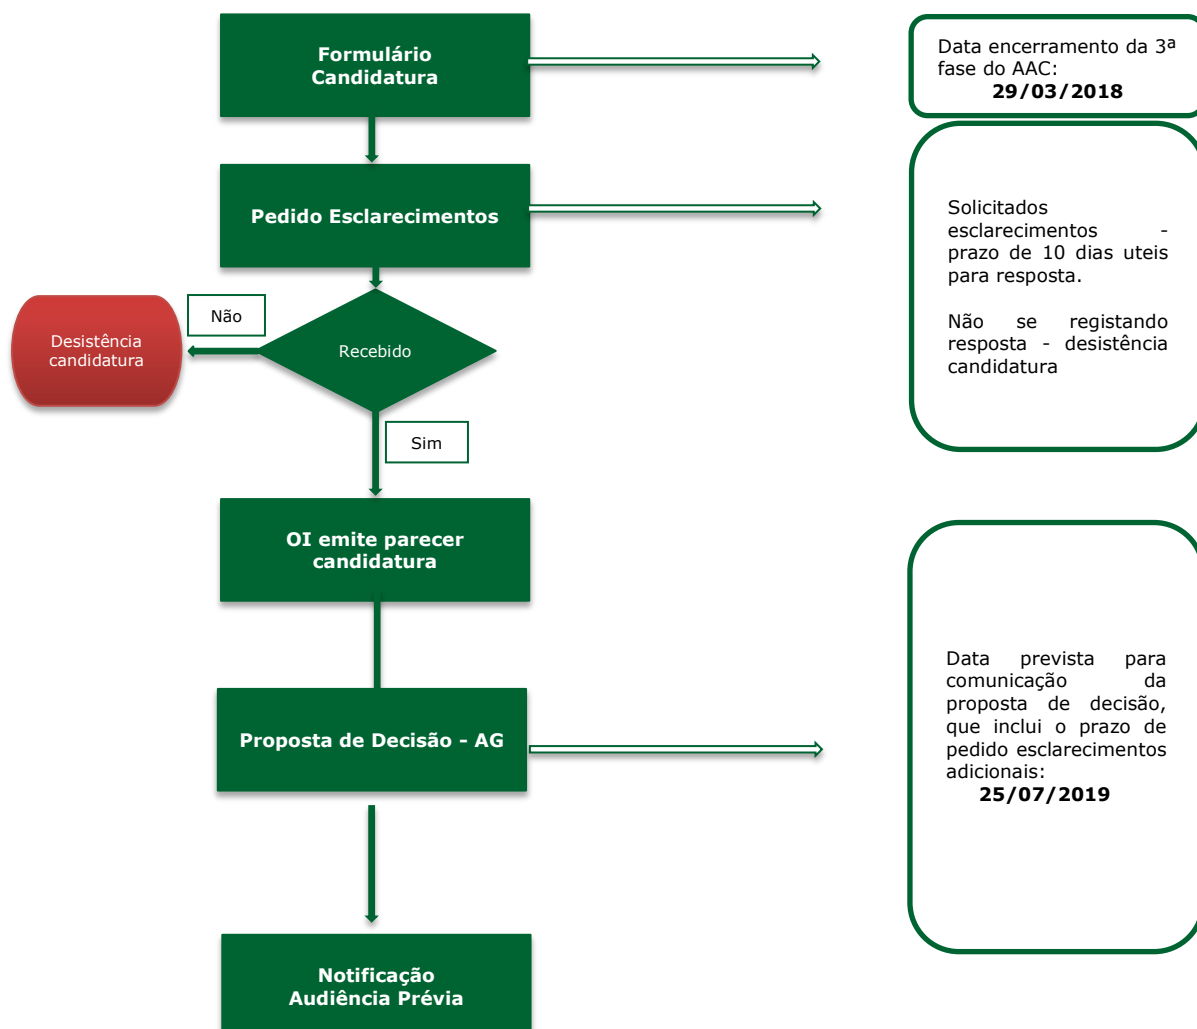 Formulário
Candidatura
Data encerramento da 3ª
fase do AAC:
29/03/2018
Pedido Esclarecimentos
Solicitados
esclarecimentos -
prazo de 10 dias uteis
para resposta.
Não se registando
resposta - desistência
candidatura
Não
Desistência
candidatura
Recebido
Sim
OI emite parecer
candidatura
Proposta de Decisão - AG
Data prevista para
comunicação da
proposta de decisão,
que inclui o prazo de
pedido esclarecimentos
adicionais:
25/07/2019
Notificação
Audiência Prévia